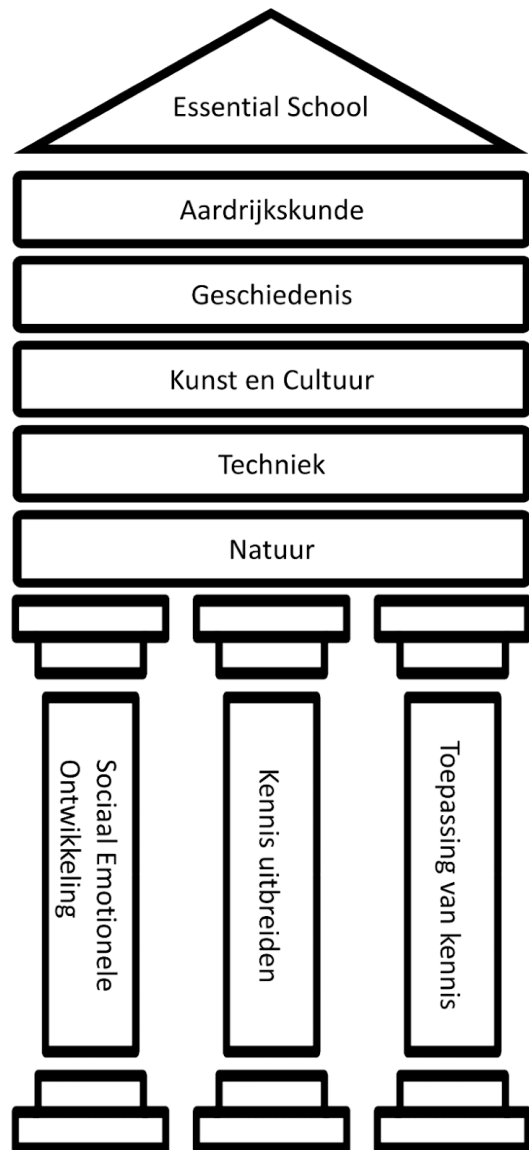 Essential School
Aardrijkskunde
Geschiedenis
Kunst en Cultuur
Techniek
Natuur
Sociaal Emotionele
Ontwikkeling
Kennis uitbreiden
Toepassing van kennis